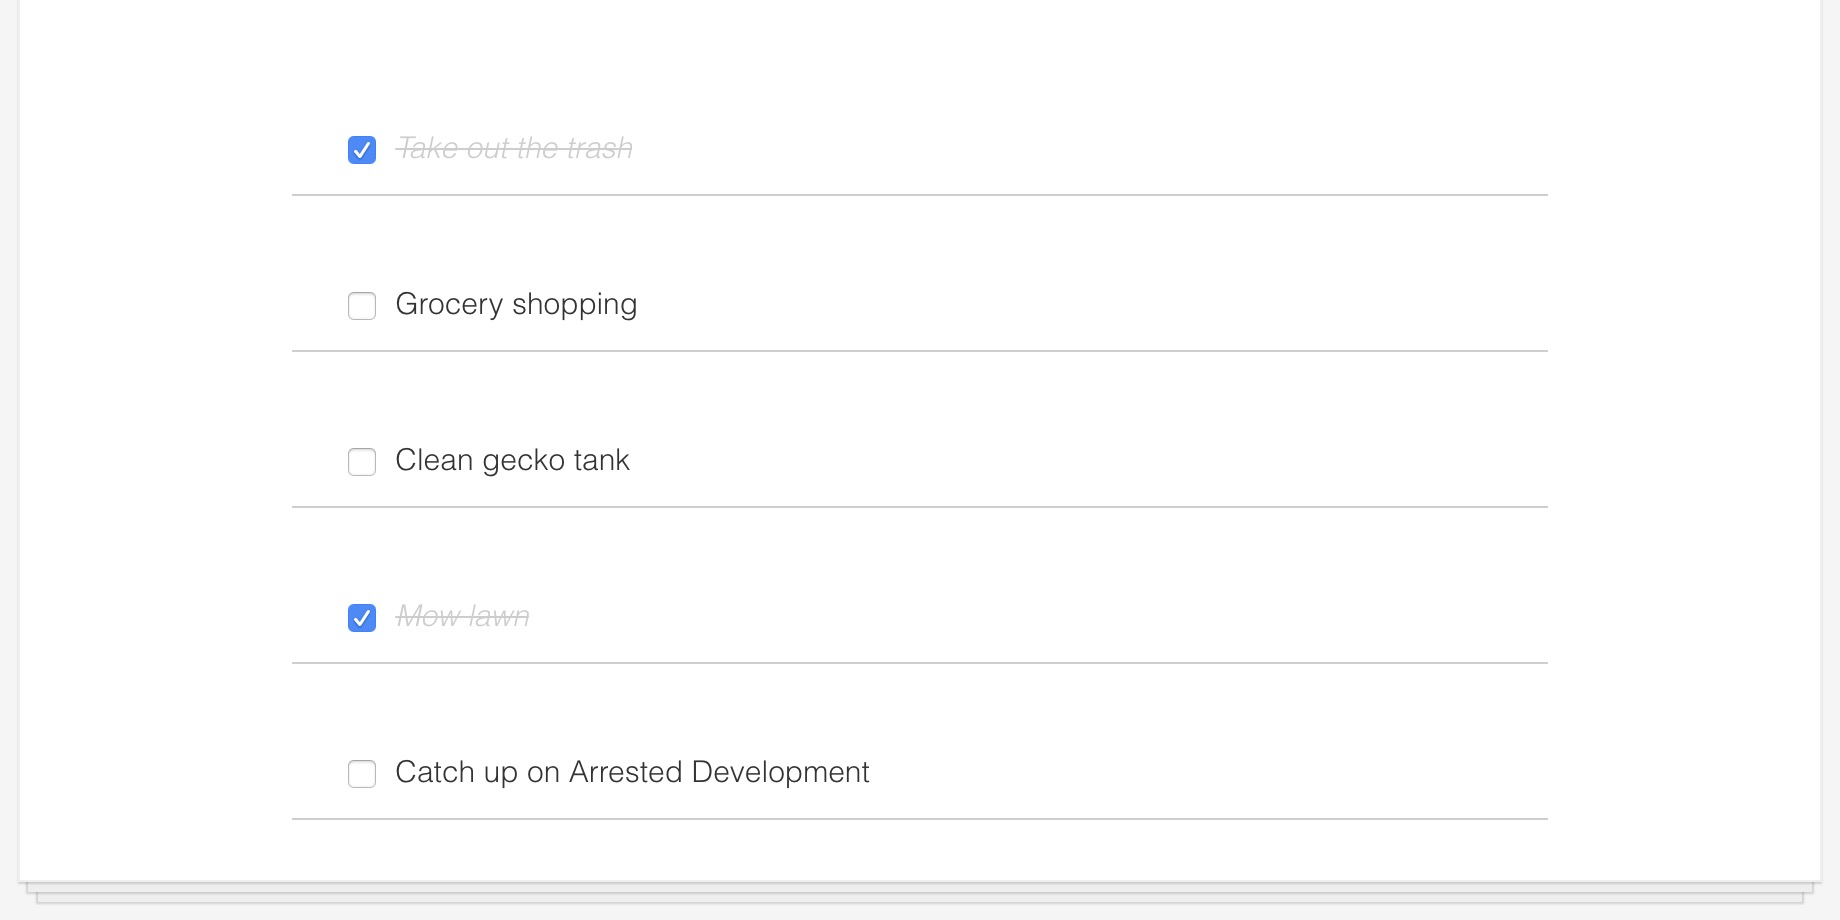 Take out the trash
Grocery shopping
Clean gecko tank
Mow lawn
Catch up on Arrested Development